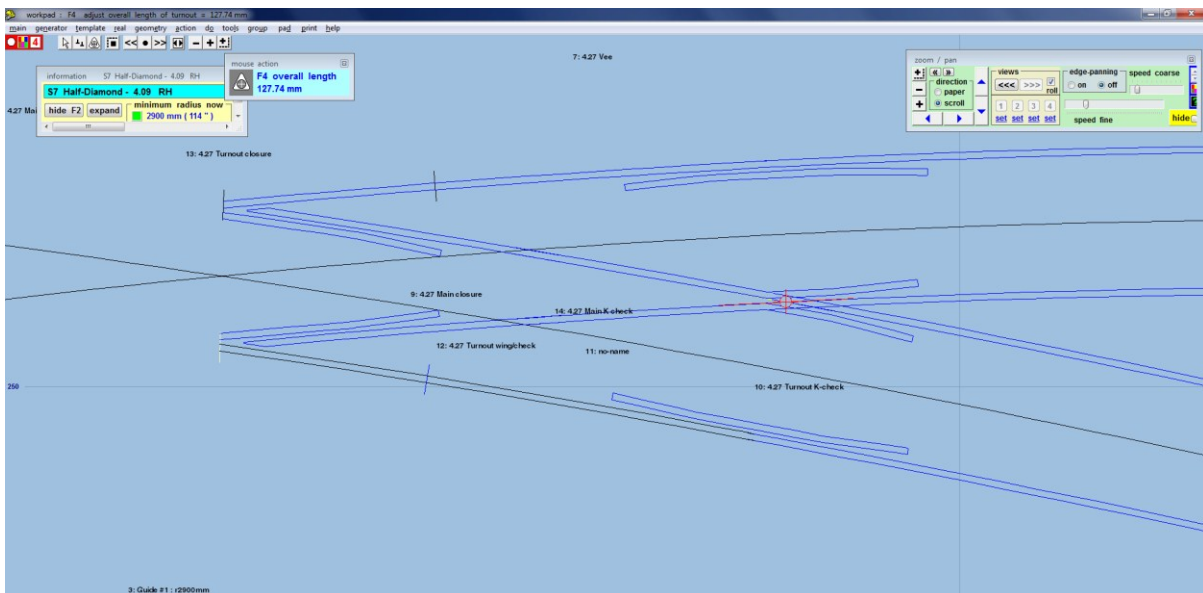 workpad : F4 adjust overall length of turnout = 127.74 mm
main generator template real geometry action do tools group pad print help
4 << >> - +
mouse action
F4 overall length
127.74 mm
7: 4.27 Vee
zoom / pan
views
edge-panning
speed coarse
direction
paper
scroll
<<< >>>
roll
on off
1 2 3 4
set set set set
speed fine
hide
information S7 Half-Diamond - 4.09 RH
S7 Half-Diamond - 4.09 RH
hide F2 expand
minimum radius now
2900 mm ( 114 " )
4.27 Mai
13: 4.27 Turnout closure
9: 4.27 Main closure
14: 4.27 Main K check
12: 4.27 Turnout wing/check
11: no-name
250
10: 4.27 Turnout K-check
3: Guide #1 : r2900mm